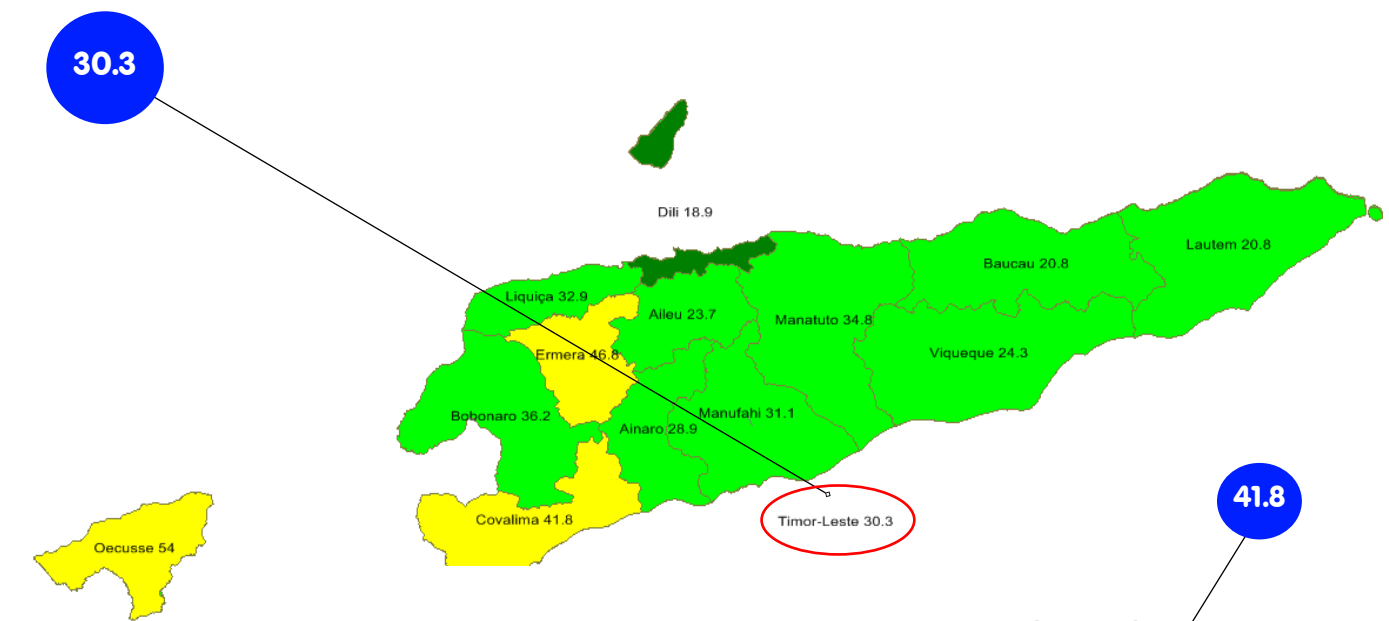 30.3
Dili 18.9
Lautem 20.8
Baucau 20.8
Liquiça 32.9
Aileu 23.7
Manatuto 34.8
Ermera 46.8
Viqueque 24.3
Bobonaro 36.2
Manufahi 31.1
Ainaro 28.9
41.8
Covalima 41.8
Timor-Leste 30.3
Oecusse 54